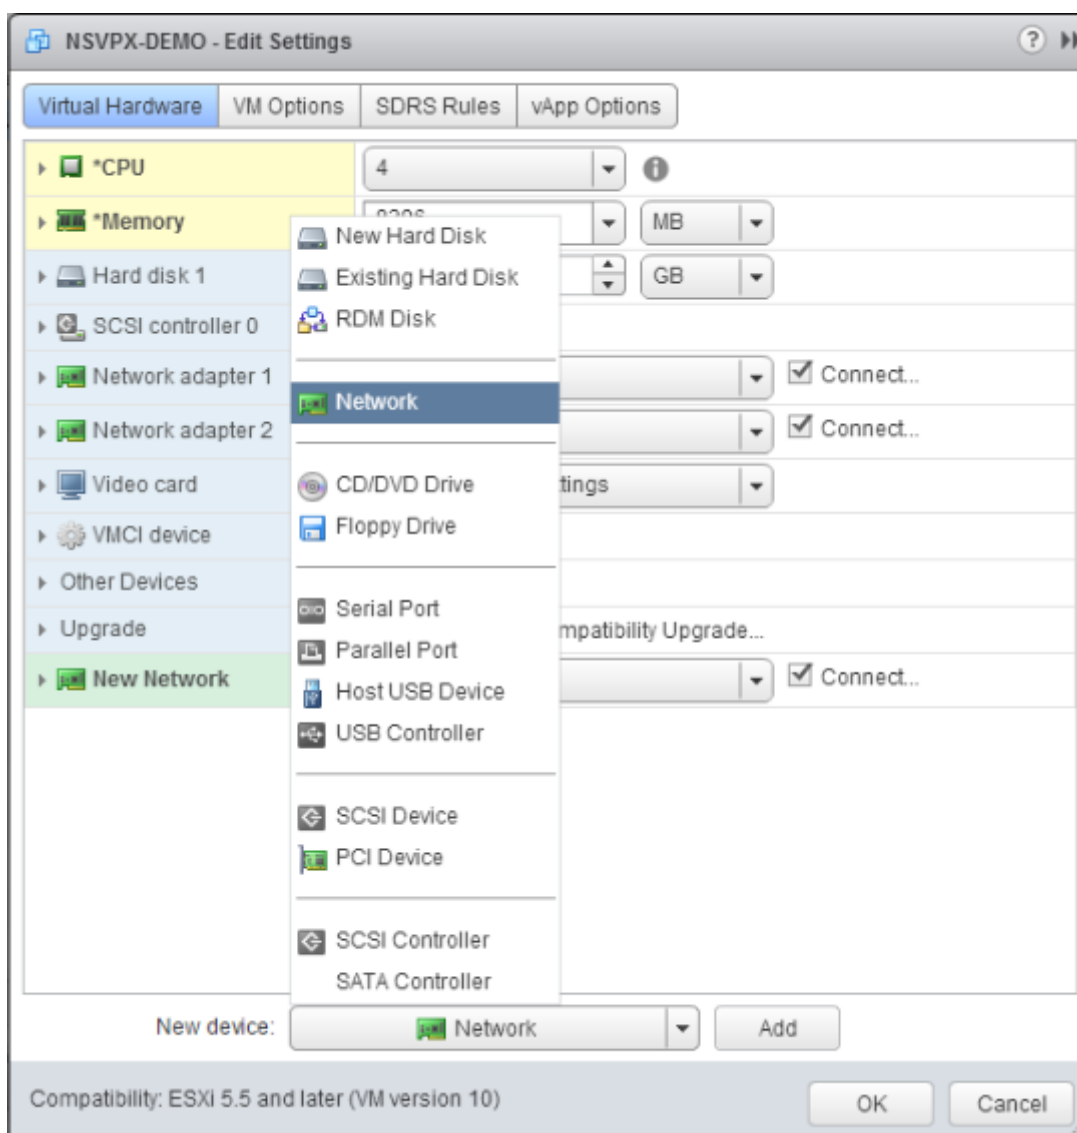 NSVPX-DEMO - Edit Settings
Virtual Hardware VM Options SDRS Rules vApp Options
*CPU 4
*Memory MB
New Hard Disk
Hard disk 1 Existing Hard Disk GB
SCSI controller 0 RDM Disk
Network adapter 1 Connect...
Network
Network adapter 2 Connect...
Video card CD/DVD Drive tings
VMCI device Floppy Drive
Other Devices
Serial Port
Upgrade mpatibility Upgrade...
Parallel Port
New Network Connect...
Host USB Device
USB Controller
SCSI Device
PCI Device
SCSI Controller
SATA Controller
New device: Network Add
Compatibility: ESXi 5.5 and later (VM version 10) OK Cancel